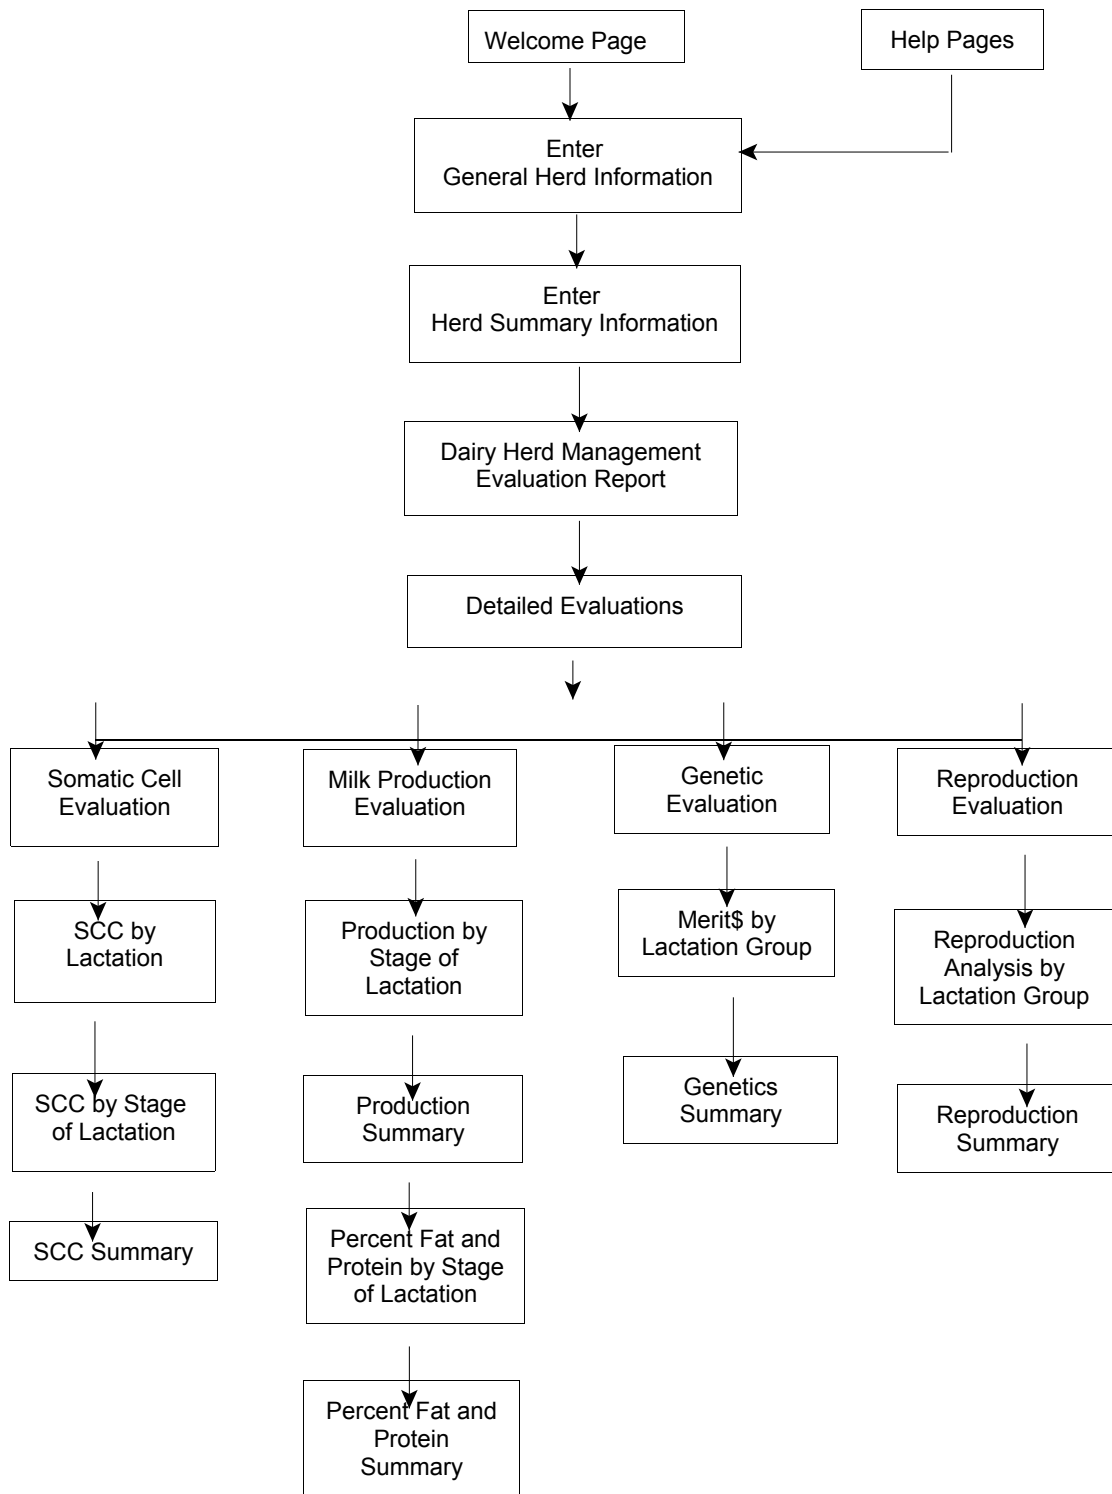 Welcome Page
Help Pages
Enter
General Herd Information
Enter
Herd Summary Information
Dairy Herd Management
Evaluation Report
Detailed Evaluations
Somatic Cell
Evaluation
Milk Production
Evaluation
Genetic
Evaluation
Reproduction
Evaluation
SCC by
Lactation
Production by
Stage of
Lactation
Merit$ by
Lactation Group
Reproduction
Analysis by
Lactation Group
SCC by Stage
of Lactation
Production
Summary
Genetics
Summary
Reproduction
Summary
SCC Summary
Percent Fat and
Protein by Stage
of Lactation
Percent Fat and
Protein
Summary